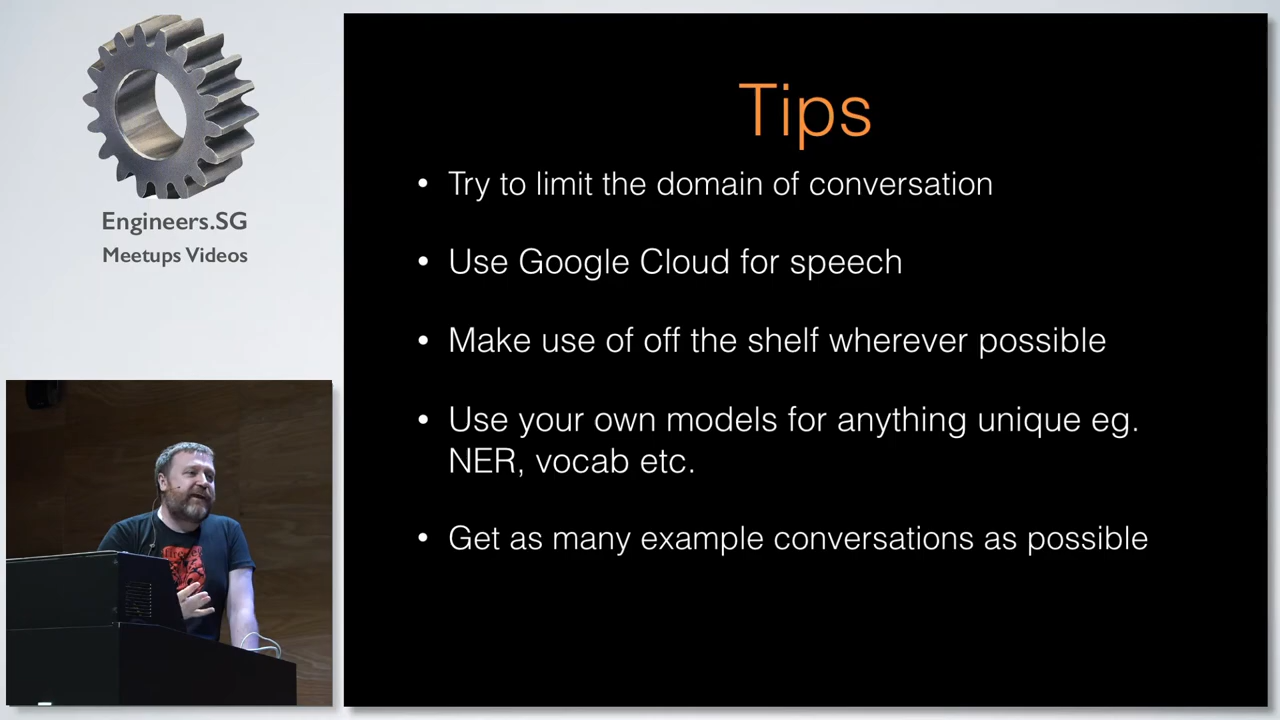 Engineers.SG
Meetups Videos
Tips
• Try to limit the domain of conversation
• Use Google Cloud for speech
• Make use of off the shelf wherever possible
• Use your own models for anything unique eg.
NER, vocab etc.
• Get as many example conversations as possible